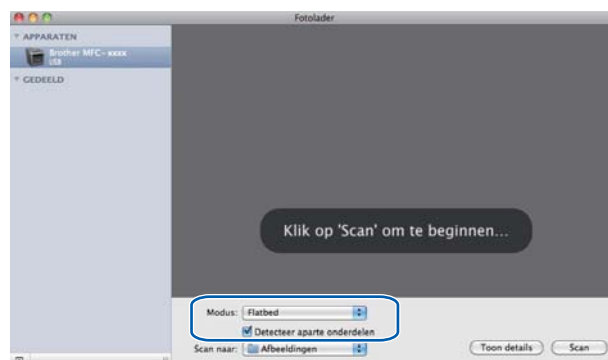 Fotolader
APPARATEN
Brother MFC- xxxx
USB
GEDEELD
Klik op 'Scan' om te beginnen...
Modus: Flatbed
Detecteer aparte onderdelen
Scan naar: Afbeeldingen
Toon details Scan